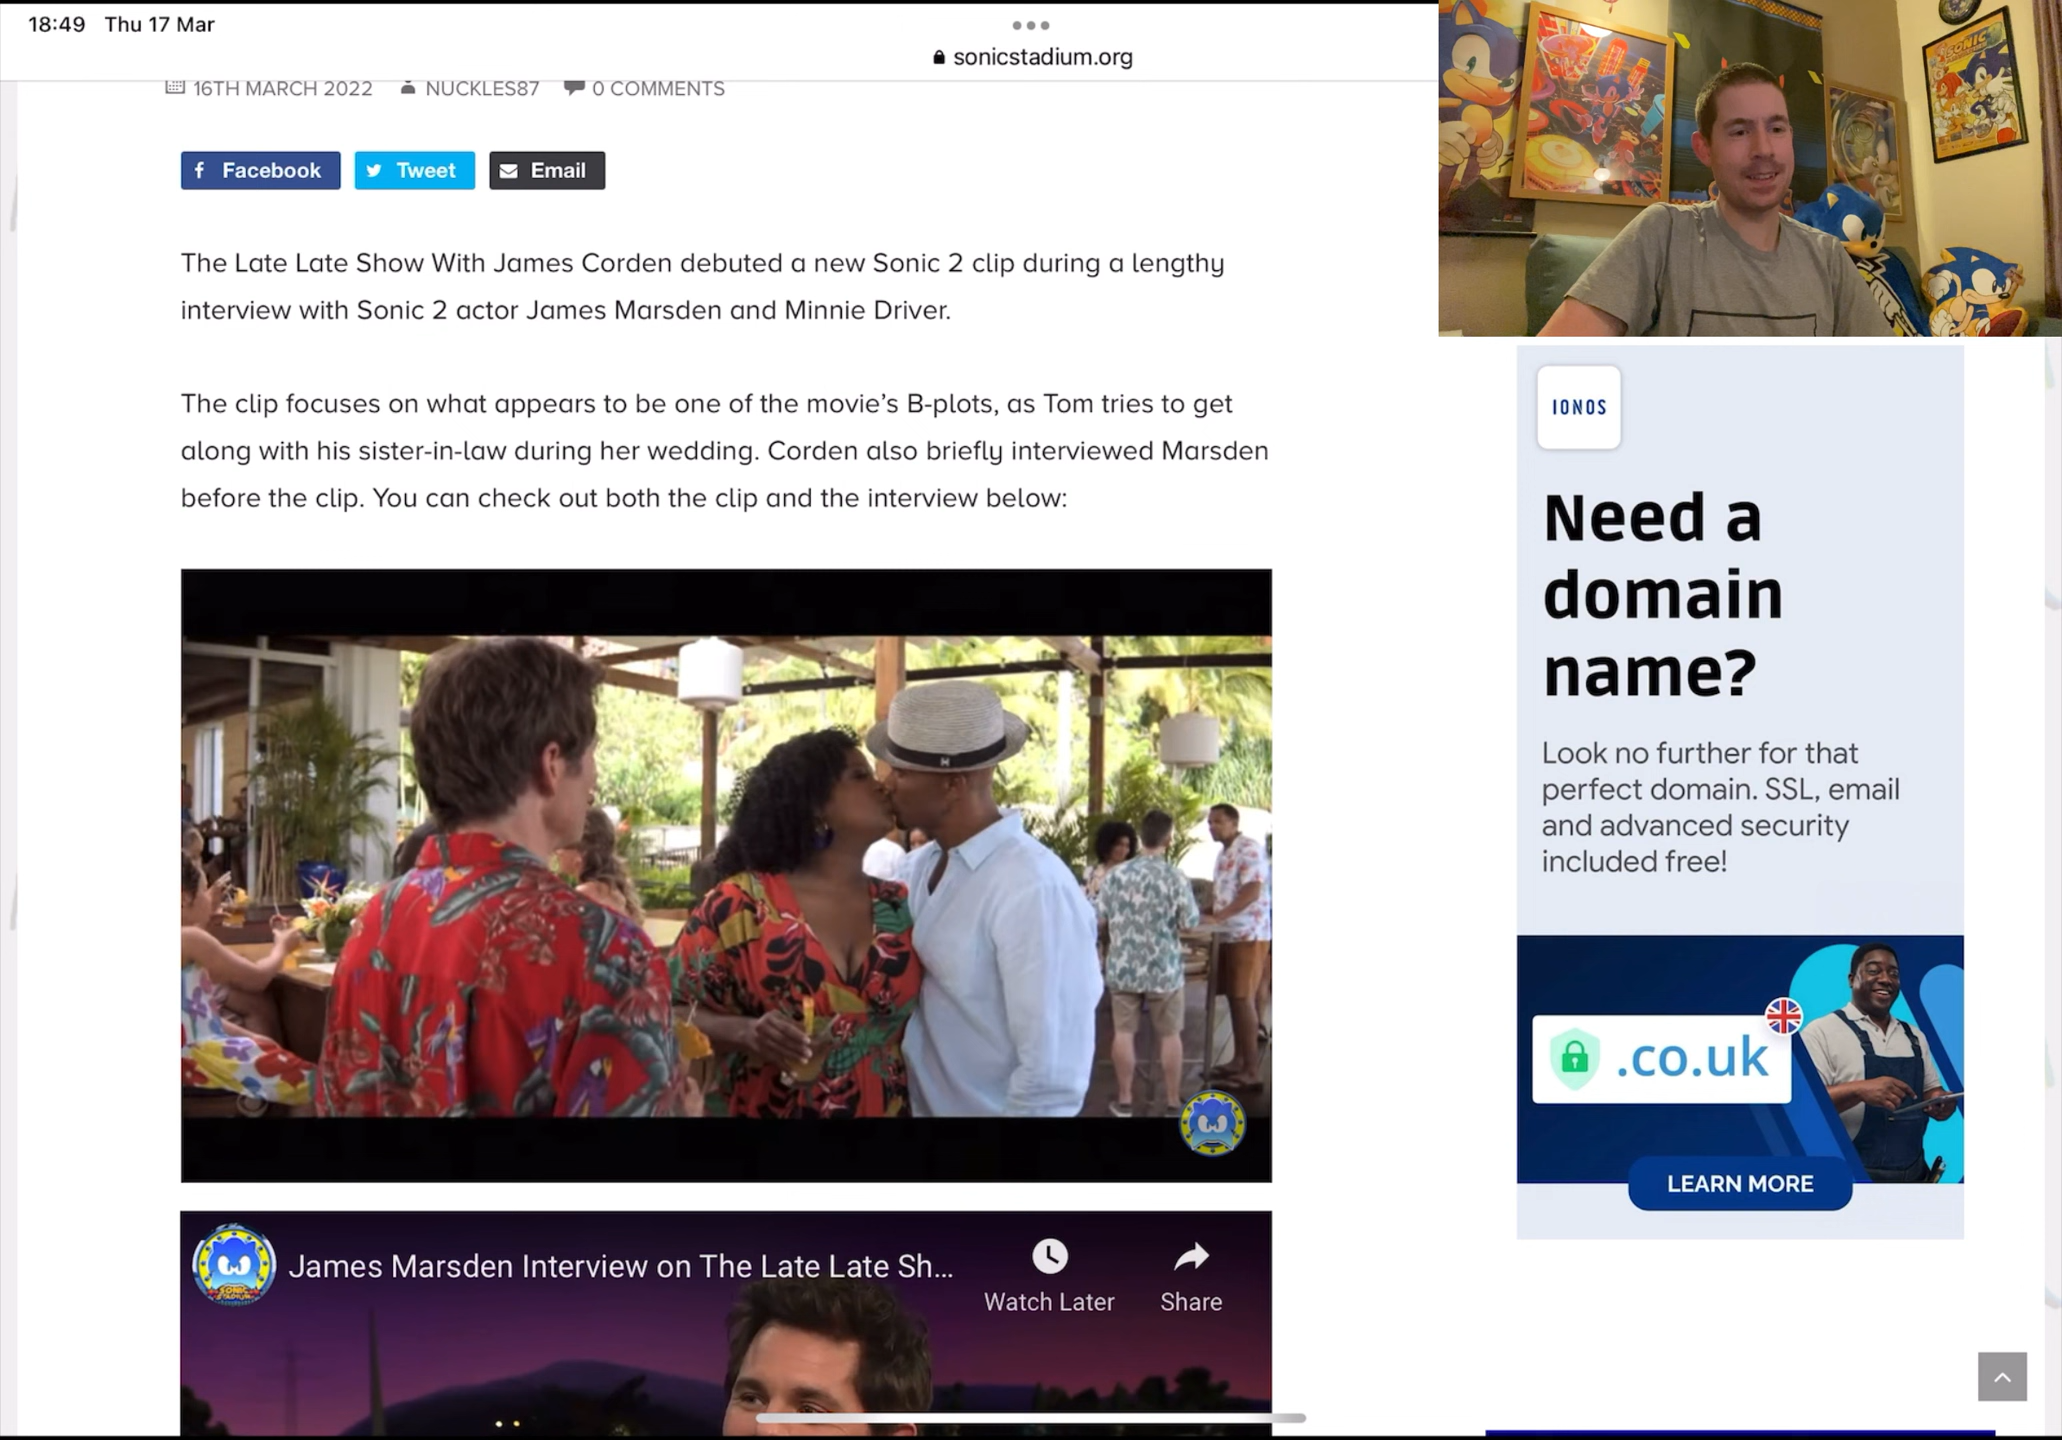 18:49 Thu 17 Mar
sonicstadium.org
16TH MARCH 2022 NUCKLES87 0 COMMENTS
Facebook Tweet Email
The Late Late Show With James Corden debuted a new Sonic 2 clip during a lengthy
interview with Sonic 2 actor James Marsden and Minnie Driver.
The clip focuses on what appears to be one of the movie's B-plots, as Tom tries to get
along with his sister-in-law during her wedding. Corden also briefly interviewed Marsden
before the clip. You can check out both the clip and the interview below:
James Marsden Interview on The Late Late Sh...
Watch Later Share
SONIC
IONOS
Need a
domain
name?
Look no further for that
perfect domain. SSL, email
and advanced security
included free!
.co.uk
LEARN MORE